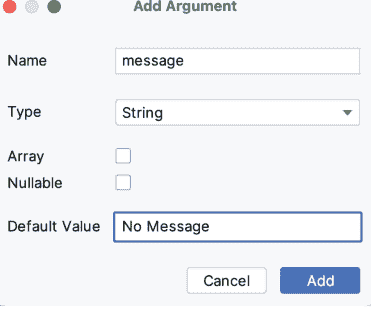 Add Argument
Name message
Type String
Array
Nullable
Default Value No Message
Cancel Add